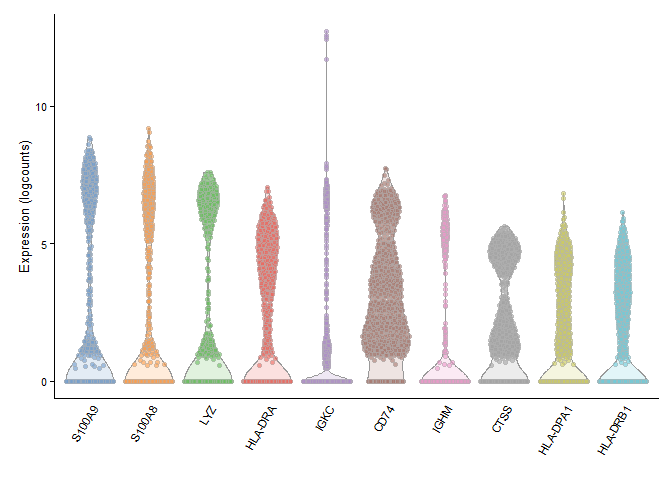 Expression (logcounts)
10
5
0
S100A9
S100A8
LYZ
HLA-DRA
IGKC
CD74
IGHM
CTSS
HLA-DPA1
HLA-DRB1